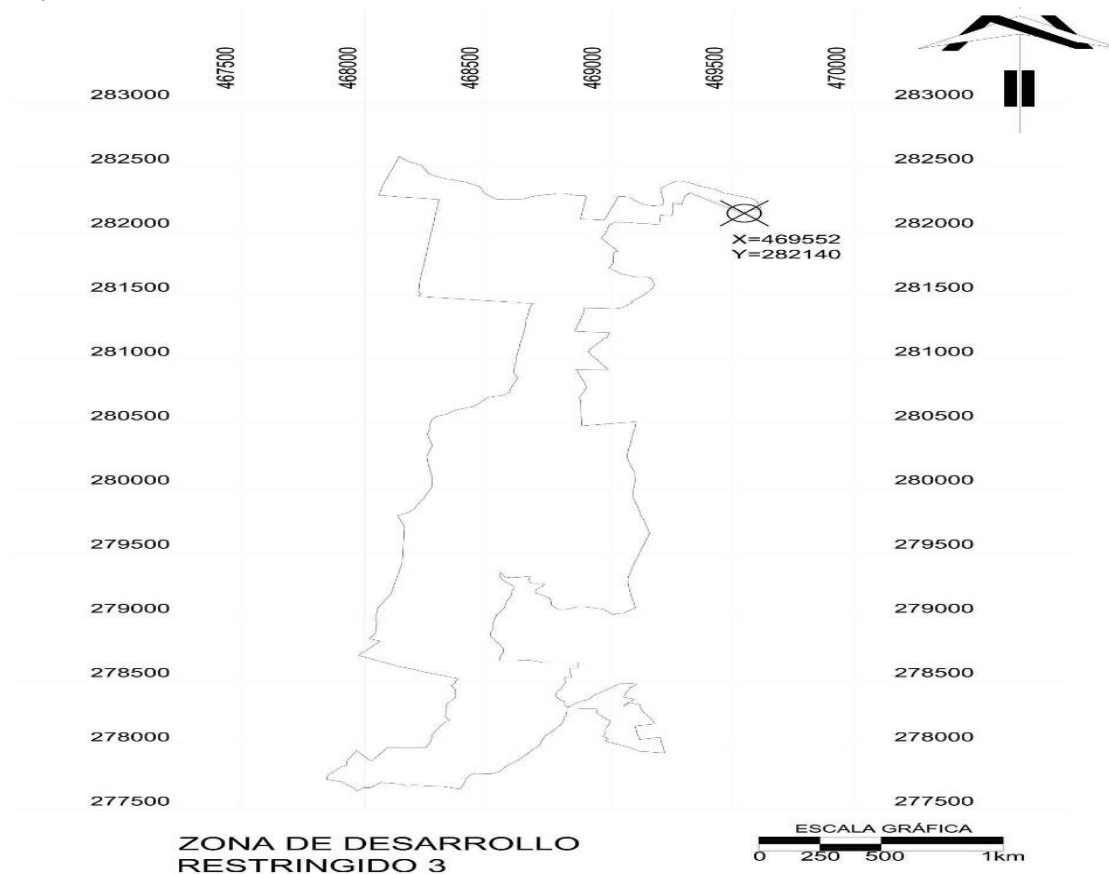 467500 468000 468500 469000 469500 470000
283000 283000
282500 282500
282000 282000
X=469552
Y=282140
281500 281500
281000 281000
280500 280500
280000 280000
279500 279500
279000 279000
278500 278500
278000 278000
277500 277500
ZONA DE DESARROLLO
RESTRINGIDO 3
ESCALA GRÁFICA
0 250 500 1km